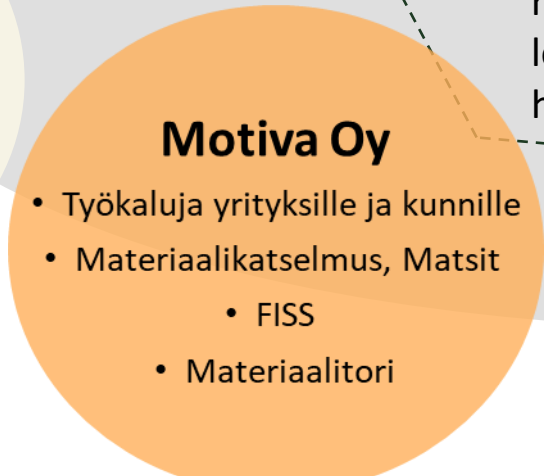 Motiva Oy
• Työkaluja yrityksille ja kunnille
• Materiaalikatselmus, Matsit
• FISS
• Materiaalitori